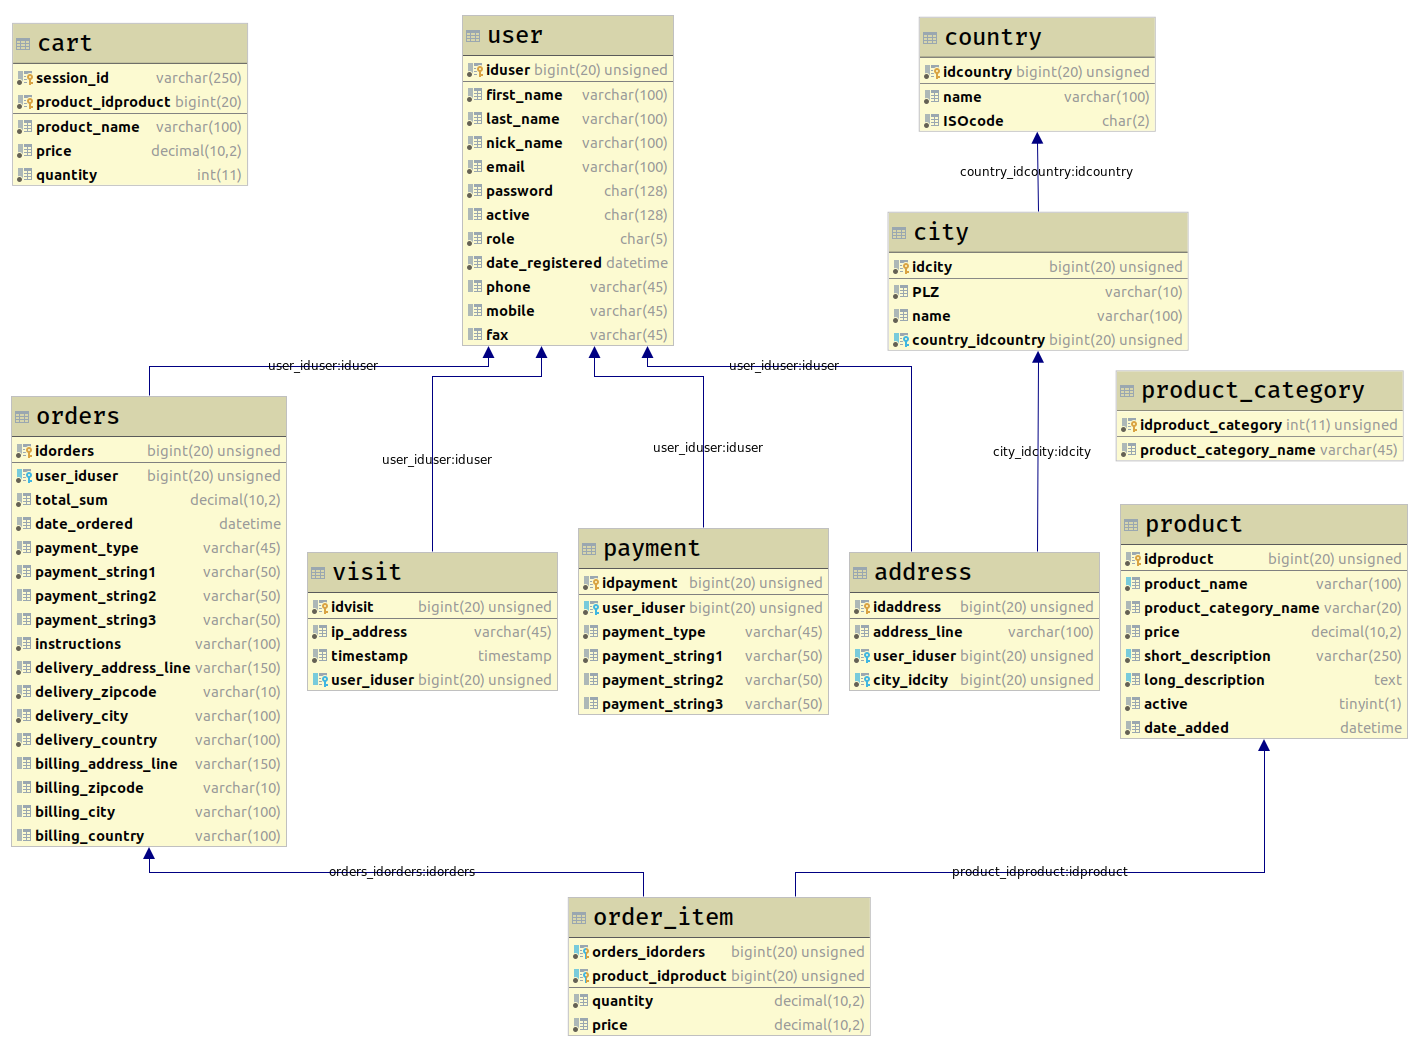 cart
session_id varchar(250)
product_idproduct bigint(20)
product_name varchar(100)
price decimal(10,2)
quantity int(11)
user
iduser bigint(20) unsigned
first_name varchar(100)
last_name varchar(100)
nick_name varchar(100)
email varchar(100)
password char(128)
active char(128)
role char(5)
date_registered datetime
phone varchar(45)
mobile varchar(45)
fax varchar(45)
country
idcountry bigint(20) unsigned
name varchar(100)
ISOcode char(2)
country_idcountry:idcountry
city
idcity bigint(20) unsigned
PLZ varchar(10)
name varchar(100)
country_idcountry bigint(20) unsigned
user_iduser:iduser
user_iduser:iduser
user_iduser:iduser
user_iduser:iduser
city_idcity:idcity
product_category
idproduct_category int(11) unsigned
product_category_name varchar(45)
orders
idorders bigint(20) unsigned
user_iduser bigint(20) unsigned
total_sum decimal(10,2)
date_ordered datetime
payment_type varchar(45)
payment_string1 varchar(50)
payment_string2 varchar(50)
payment_string3 varchar(50)
instructions varchar(100)
delivery_address_line varchar(150)
delivery_zipcode varchar(10)
delivery_city varchar(100)
delivery_country varchar(100)
billing_address_line varchar(150)
billing_zipcode varchar(10)
billing_city varchar(100)
billing_country varchar(100)
visit
idvisit bigint(20) unsigned
ip_address varchar(45)
timestamp timestamp
user_iduser bigint(20) unsigned
payment
idpayment bigint(20) unsigned
user_iduser bigint(20) unsigned
payment_type varchar(45)
payment_string1 varchar(50)
payment_string2 varchar(50)
payment_string3 varchar(50)
address
idaddress bigint(20) unsigned
address_line varchar(100)
user_iduser bigint(20) unsigned
city_idcity bigint(20) unsigned
product
idproduct bigint(20) unsigned
product_name varchar(100)
product_category_name varchar(20)
price decimal(10,2)
short_description varchar(250)
long_description text
active tinyint(1)
date_added datetime
orders_idorders:idorders
product_idproduct:idproduct
order_item
orders_idorders bigint(20) unsigned
product_idproduct bigint(20) unsigned
quantity decimal(10,2)
price decimal(10,2)